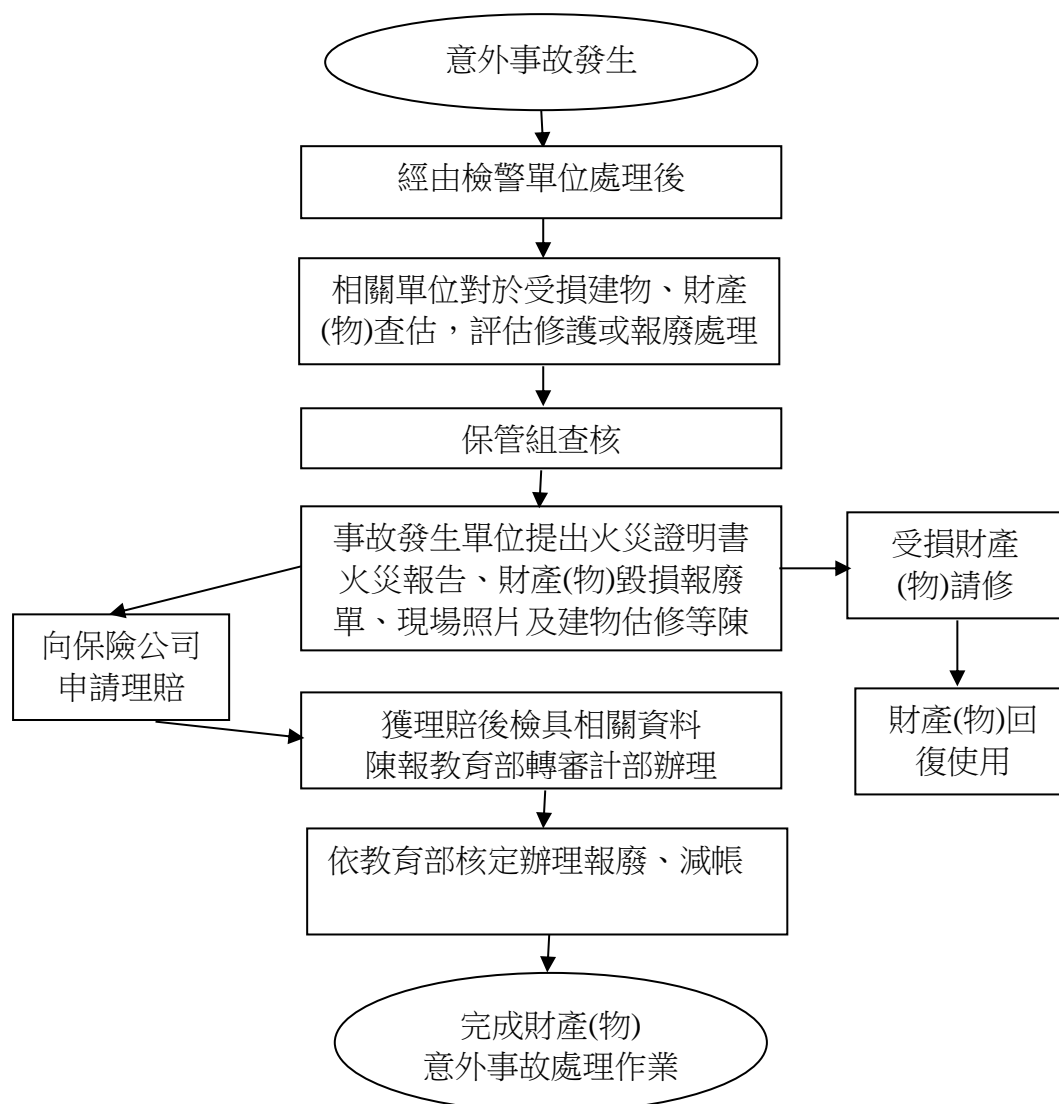 意外事故發生
經由檢警單位處理後
相關單位對於受損建物、財產
(物)查估，評估修護或報廢處理
保管組查核
事故發生單位提出火災證明書
火災報告、財產(物)毀損報廢
單、現場照片及建物估修等陳
受損財產
(物)請修
向保險公司
申請理賠
獲理賠後檢具相關資料
陳報教育部轉審計部辦理
財產(物)回
復使用
依教育部核定辦理報廢、減帳
完成財產(物)
意外事故處理作業